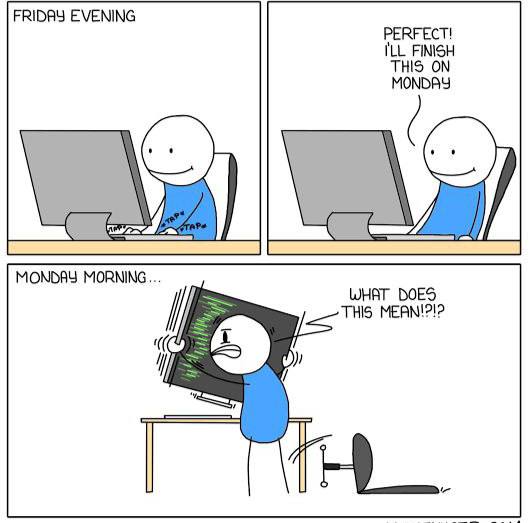 FRIDAY EVENING
*TAP*
*TAP*
*TAP*
PERFECT!
I'LL FINISH
THIS ON
MONDAY
MONDAY MORNING...
WHAT DOES
THIS MEAN!?!?